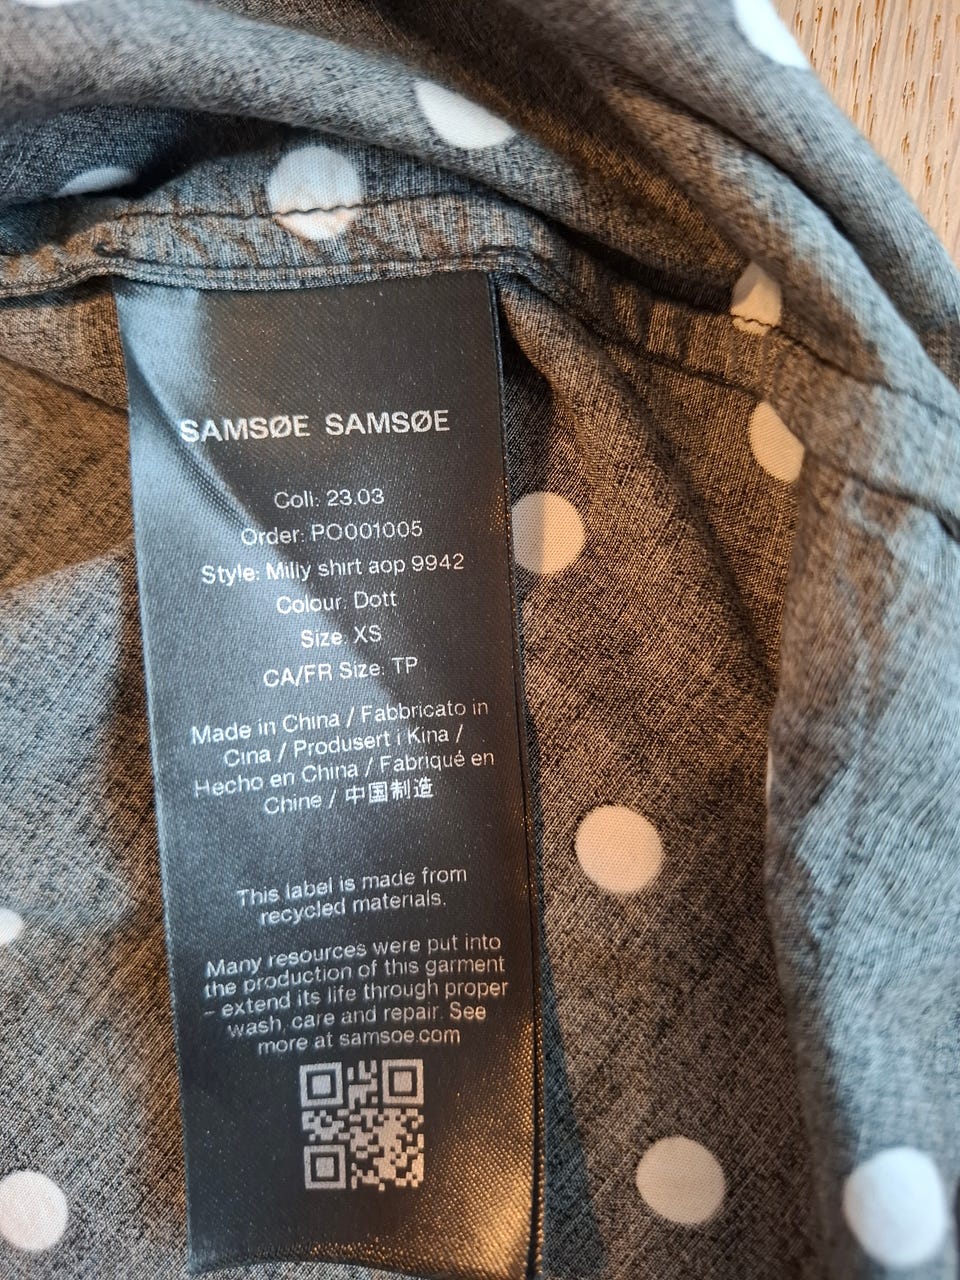 SAMSØE SAMSØE
Coll: 23.03
Order: PO001005
Style: Milly shirt aop 9942
Colour: Dott
Size: XS
CA/FR Size: TP
Made in China / Fabbricato in
Cina / Produsert i Kina /
Hecho en China / Fabriqué en
Chine / 中国制造
This label is made from
recycled materials.
Many resources were put into
the production of this garment
– extend its life through proper
wash, care and repair. See
more at samsoe.com